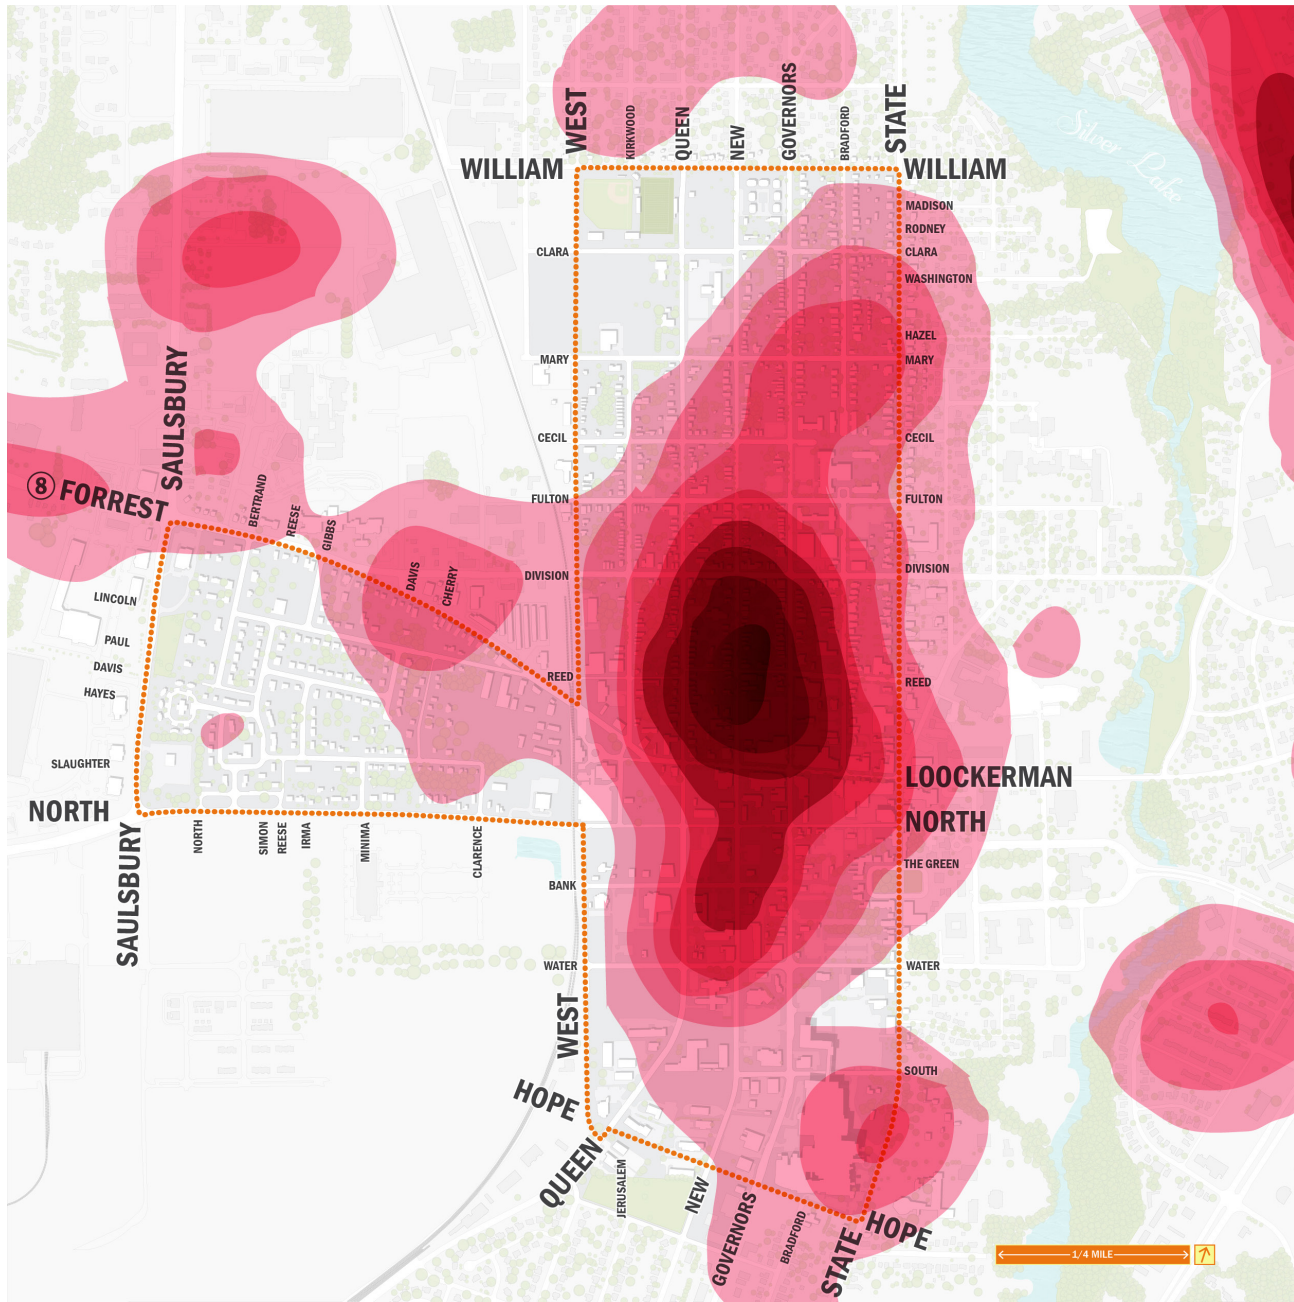 WEST
KIRKWOOD
QUEEN
NEW
GOVERNORS
BRADFORD
STATE
Silver Lake
WILLIAM
WILLIAM
MADISON
RODNEY
CLARA
CLARA
WASHINGTON
HAZEL
MARY
MARY
SAULSBURY
CECIL
CECIL
8 FORREST
BERTRAND
REESE
GIBBS
FULTON
FULTON
DAVIS
CHERRY
DIVISION
DIVISION
LINCOLN
PAUL
DAVIS
HAYES
REED
REED
SLAUGHTER
LOOCKERMAN
NORTH
NORTH
SAULSBURY
NORTH
SIMON
REESE
IRMA
MINIMA
CLARENCE
THE GREEN
BANK
WATER
WATER
WEST
SOUTH
HOPE
QUEEN
JERUSALEM
NEW
GOVERNORS
BRADFORD
STATE
HOPE
1/4 MILE